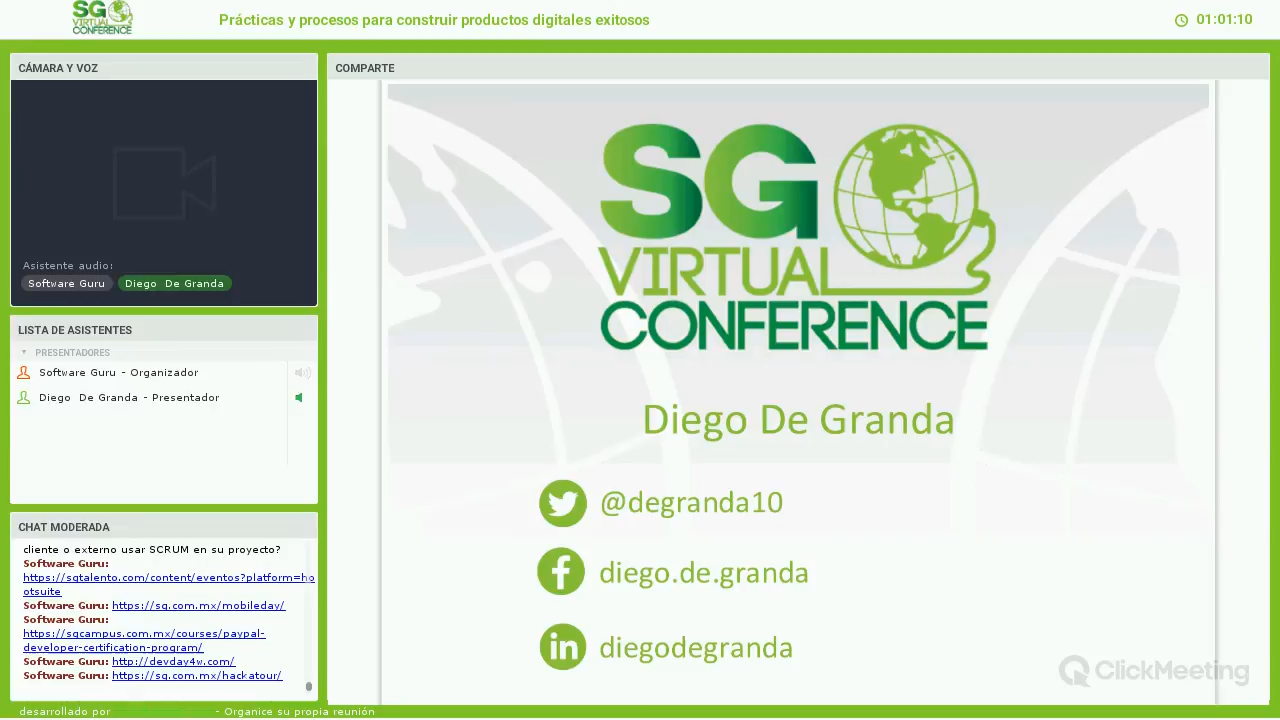 SG
VIRTUAL
CONFERENCE
Prácticas y procesos para construir productos digitales exitosos
01:01:10
CÁMARA Y VOZ
Asistente audio:
Software Guru
Diego De Granda
LISTA DE ASISTENTES
PRESENTADORES
Software Guru - Organizador
Diego De Granda - Presentador
CHAT MODERADA
cliente o externo usar SCRUM en su proyecto?
Software Guru:
https://sgtalento.com/content/eventos?platform=ho
otsuite
Software Guru: https://sg.com.mx/mobileday/
Software Guru:
https://sgcampus.com.mx/courses/paypal-
developer-certification-program/
Software Guru: http://devday4w.com/
Software Guru: https://sg.com.mx/hackatour/
desarrollado por
- Organice su propia reunión
COMPARTE
SG
VIRTUAL
CONFERENCE
Diego De Granda
@degranda10
diego.de.granda
diegodegranda
ClickMeeting